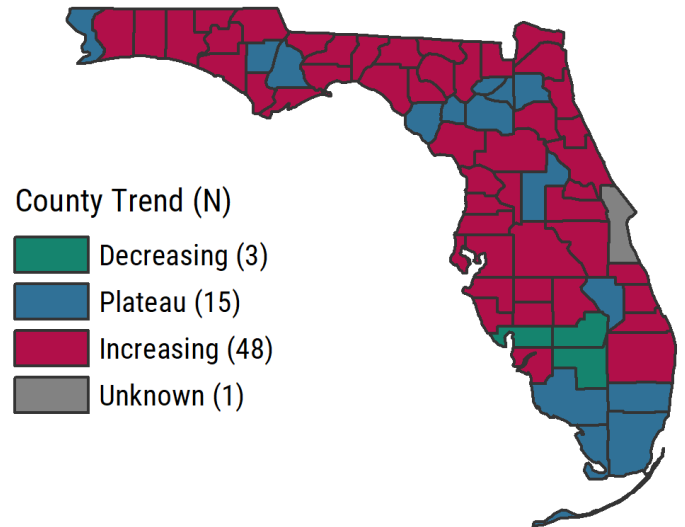 County Trend (N)
Decreasing (3)
Plateau (15)
Increasing (48)
Unknown (1)